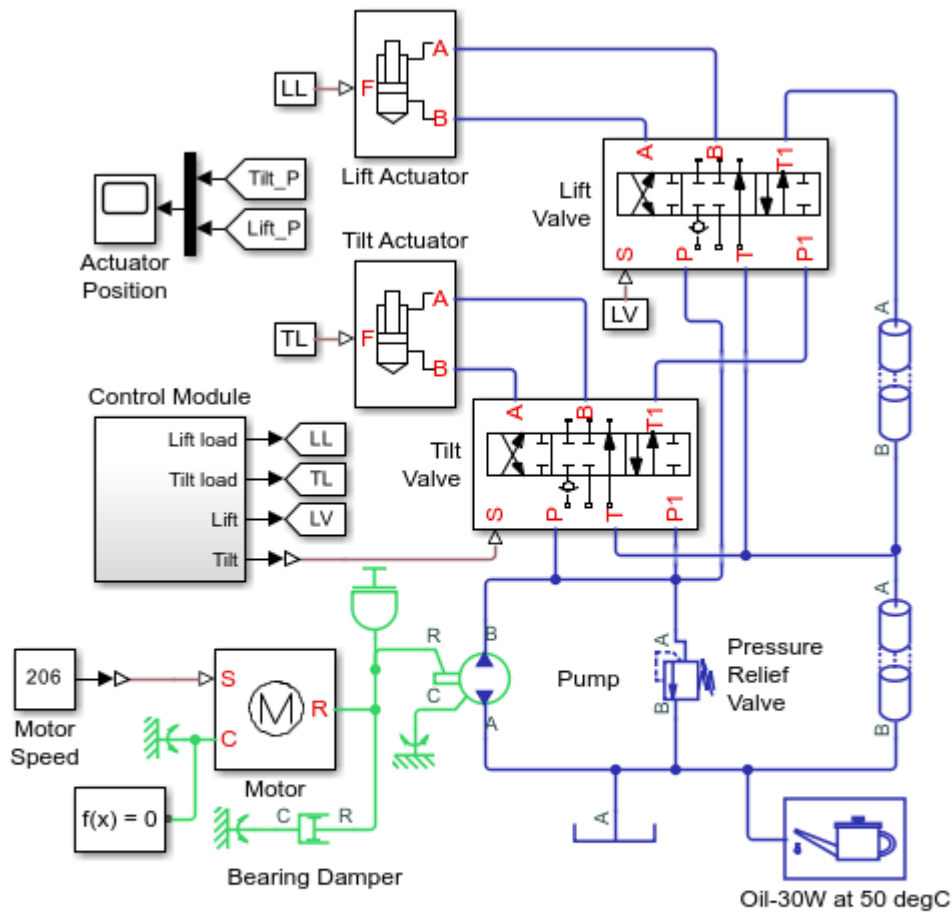 A
LL
F
B
Lift Actuator
A
B
T1
Lift
Valve
S
P
T
P1
LV
Tilt_P
Lift_P
Actuator
Position
Tilt Actuator
A
TL
F
B
A
B
Control Module
Lift load
LL
Tilt load
TL
Lift
LV
Tilt
A
B
T1
Tilt
Valve
S
P
T
P1
206
Motor
Speed
S
C
R
M
Motor
f(x) = 0
C
R
Bearing Damper
R
C
B
A
Pump
A
B
Pressure
Relief
Valve
A
B
A
Oil-30W at 50 degC